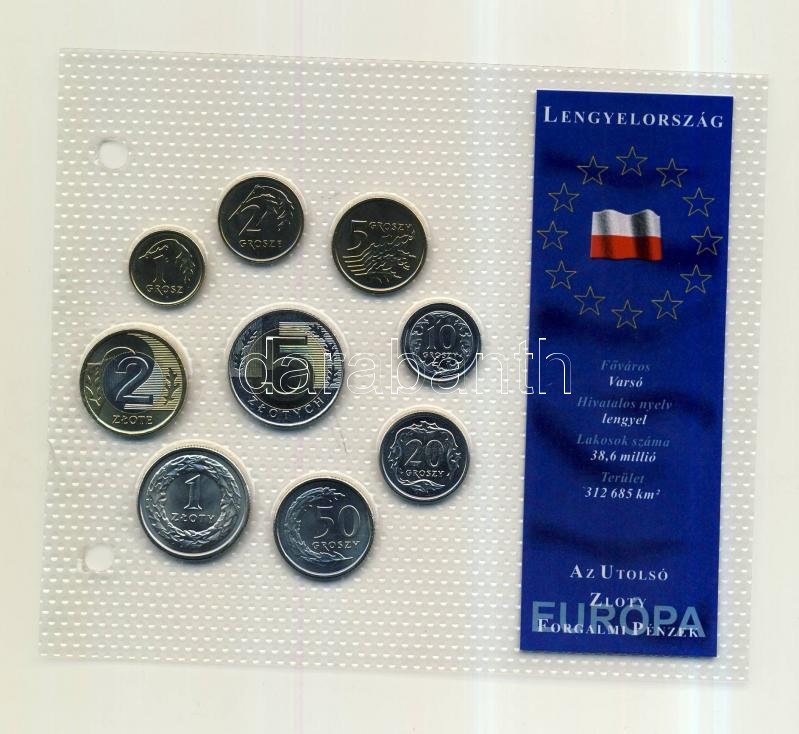 LENGYELORSZÁG
2
GROSZE
5
GROSZY
1
GROSZ
10
GROSZY
2
ZŁOTE
5
ZŁOTYCH
darabanth
20
GROSZY
1
ZŁOTY
50
GROSZY
Főváros
Varsó
Hivatalos nyelv
lengyel
Lakosok száma
38,6 millió
Terület
312 685 km²
AZ UTOLSÓ
ZLOTY
EURÓPA
FORGALMI PÉNZEK